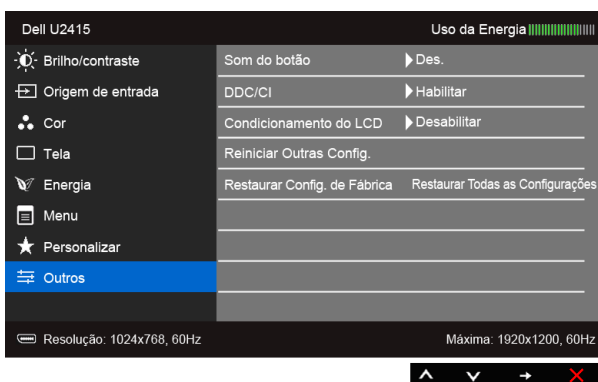 Dell U2415 Uso da Energia
Brilho/contraste Som do botão Des.
Origem de entrada DDC/CI Habilitar
Cor Condicionamento do LCD Desabilitar
Tela Reiniciar Outras Config.
Energia Restaurar Config. de Fábrica Restaurar Todas as Configurações
Menu
Personalizar
Outros
Resolução: 1024x768, 60Hz Máxima: 1920x1200, 60Hz